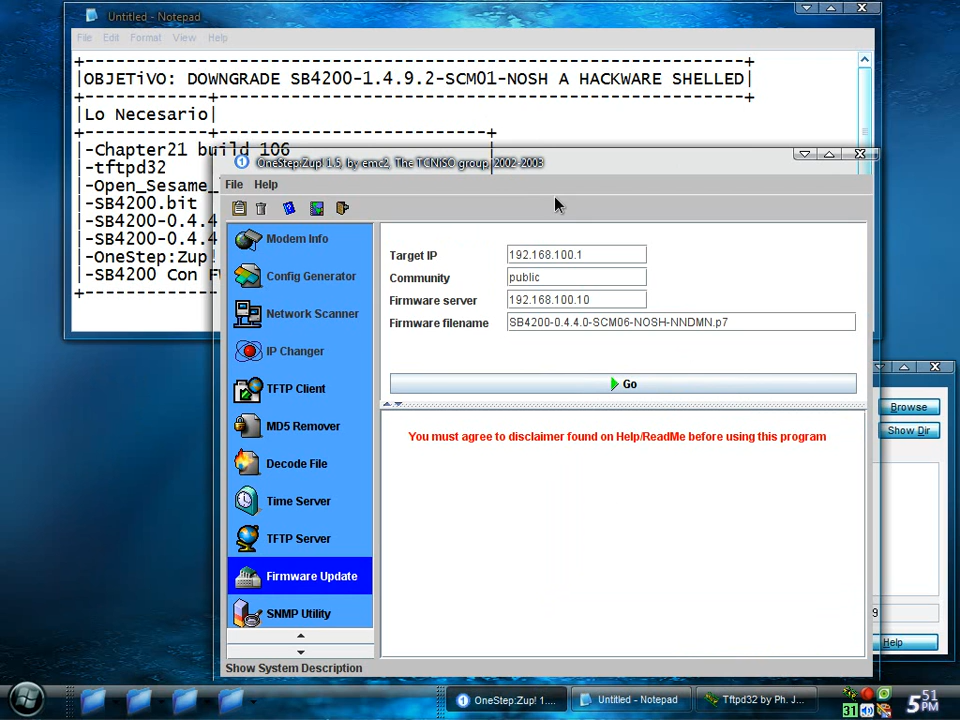 Untitled - Notepad
File Edit Format View Help
+-----------------------------------------------------+
|OBJETiVO: DOWNGRADE SB4200-1.4.9.2-SCM01-NOSH A HACKWARE SHELLED|
+------------+----------------------------------------+
|Lo Necesario|
+------------+---------------------------+
|-Chapter21 build 106
|-tftpd32
|-Open_Sesame_
|-SB4200.bit
|-SB4200-0.4.4
|-SB4200-0.4.4
|-OneStep:Zup!
|-SB4200 Con
OneStep:Zup! 1.5, by emc2, The TCNISO group, 2002-2003
File Help
Modem Info
Config Generator
Network Scanner
IP Changer
TFTP Client
MD5 Remover
Decode File
Time Server
TFTP Server
Firmware Update
SNMP Utility
Show System Description
Target IP 192.168.100.1
Community public
Firmware server 192.168.100.10
Firmware filename SB4200-0.4.4.0-SCM06-NOSH-NNDMN.p7
Go
You must agree to disclaimer found on Help/ReadMe before using this program
Browse
Show Dir
9
Help
OneStep:Zup! 1....
Untitled - Notepad
Tftpd32 by Ph. J...
31
5:51 PM